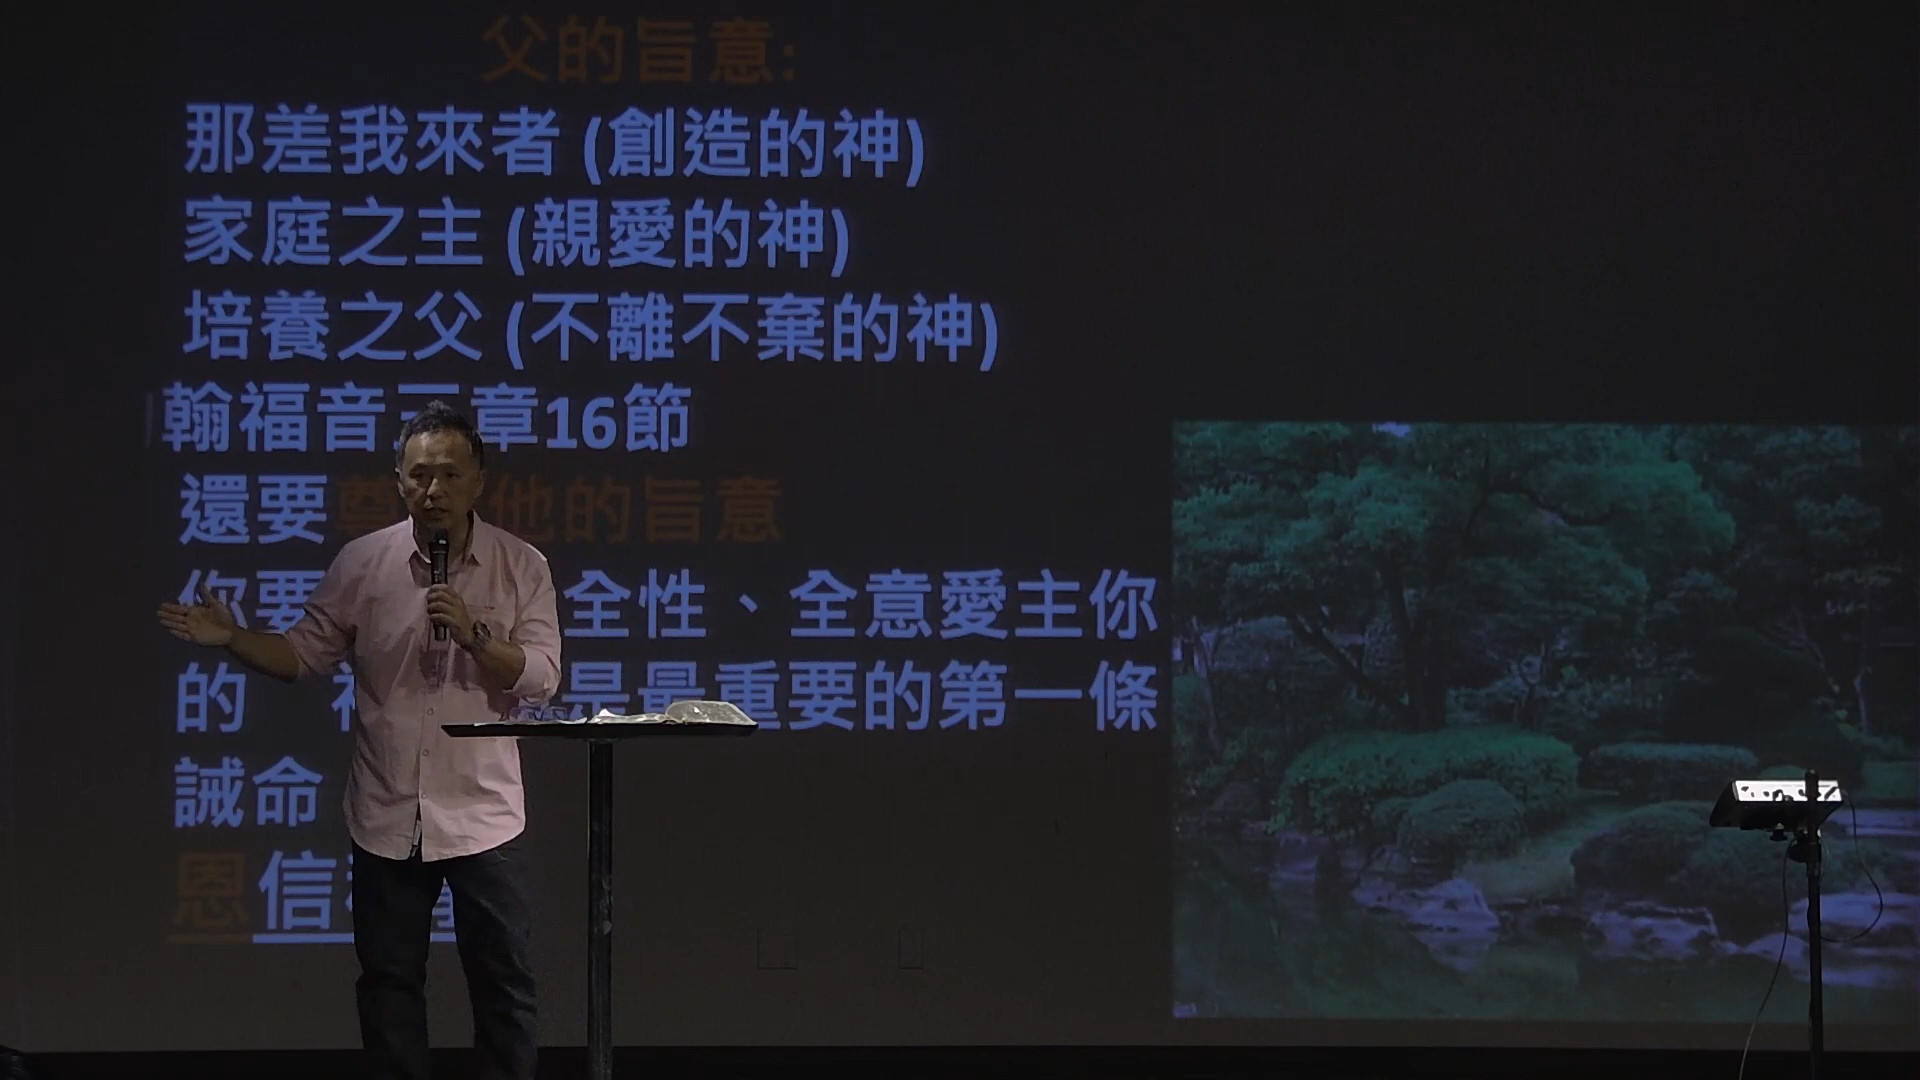 父的旨意:
那差我來者 (創造的神)
家庭之主 (親愛的神)
培養之父 (不離不棄的神)
翰福音三章16節
還要 他的旨意
你要 全性、全意愛主你
的 是最重要的第一條
誡命
恩信